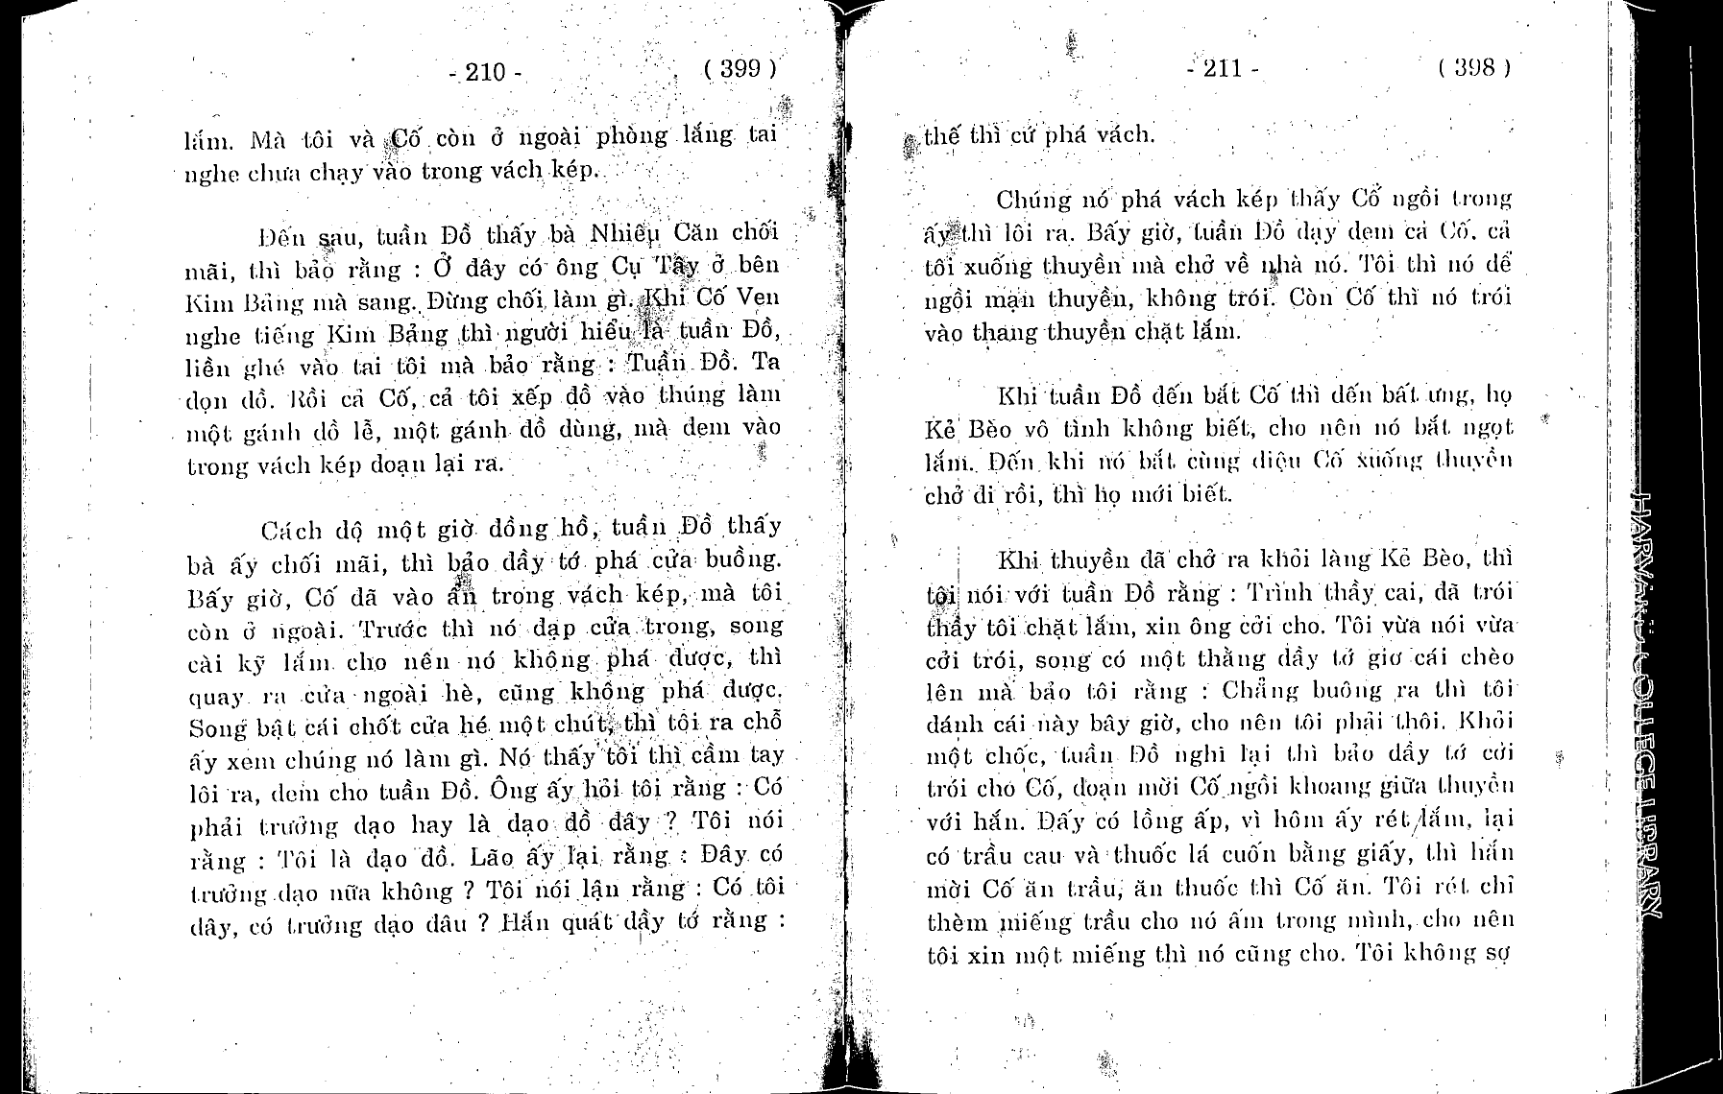 - 210 - ( 399 )
lắm. Mà tôi và Cố còn ở ngoài phòng lắng tai
nghe chưa chạy vào trong vách kép.
Đến sau, tuần Đồ thấy bà Nhiêu Căn chối
mãi, thì bảo rằng : Ở đây có ông Cụ Tây ở bên
Kim Bảng mà sang. Đừng chối làm gì. Khi Cố Ven
nghe tiếng Kim Bảng thì người hiểu là tuần Đồ,
liền ghé vào tai tôi mà bảo rằng : Tuần Đồ. Ta
dọn đồ. Rồi cả Cố, cả tôi xếp đồ vào thúng làm
một gánh đồ lễ, một gánh đồ dùng, mà đem vào
trong vách kép đoạn lại ra.
Cách độ một giờ đồng hồ, tuần Đồ thấy
bà ấy chối mãi, thì bảo đầy tớ phá cửa buồng.
Bấy giờ, Cố đã vào ẩn trong vách kép, mà tôi
còn ở ngoài. Trước thì nó đạp cửa trong, song
cài kỹ lắm cho nên nó không phá được, thì
quay ra cửa ngoài hè, cũng không phá được.
Song bật cái chốt cửa hé một chút, thì tôi ra chỗ
ấy xem chúng nó làm gì. Nó thấy tôi thì cầm tay
lôi ra, đem cho tuần Đồ. Ông ấy hỏi tôi rằng : Có
phải trưởng đạo hay là đạo đồ đây ? Tôi nói
rằng : Tôi là đạo đồ. Lão ấy lại rằng : Đây có
trưởng đạo nữa không ? Tôi nói lận rằng : Có tôi
đây, có trưởng đạo đâu ? Hắn quát đầy tớ rằng :
- 211 - ( 398 )
thế thì cứ phá vách.
Chúng nó phá vách kép thấy Cố ngồi trong
ấy thì lôi ra. Bấy giờ, tuần Đồ dạy đem cả Cố, cả
tôi xuống thuyền mà chở về nhà nó. Tôi thì nó để
ngồi mạn thuyền, không trói. Còn Cố thì nó trói
vào thang thuyền chặt lắm.
Khi tuần Đồ đến bắt Cố thì đến bất ưng, họ
Kẻ Bèo vô tình không biết, cho nên nó bắt ngọt
lắm. Đến khi nó bắt cùng điệu Cố xuống thuyền
chở đi rồi, thì họ mới biết.
Khi thuyền đã chở ra khỏi làng Kẻ Bèo, thì
tôi nói với tuần Đồ rằng : Trình thầy cai, đã trói
thầy tôi chặt lắm, xin ông cởi cho. Tôi vừa nói vừa
cởi trói, song có một thằng đầy tớ giơ cái chèo
lên mà bảo tôi rằng : Chẳng buông ra thì tôi
đánh cái này bây giờ, cho nên tôi phải thôi. Khỏi
một chốc, tuần Đồ nghĩ lại thì bảo đầy tớ cởi
trói cho Cố, đoạn mời Cố ngồi khoang giữa thuyền
với hắn. Đấy có lồng ấp, vì hôm ấy rét lắm, lại
có trầu cau và thuốc lá cuốn bằng giấy, thì hắn
mời Cố ăn trầu, ăn thuốc thì Cố ăn. Tôi rét chỉ
thèm miếng trầu cho nó ấm trong mình, cho nên
tôi xin một miếng thì nó cũng cho. Tôi không sợ
HARVARD COLLEGE LIBRARY